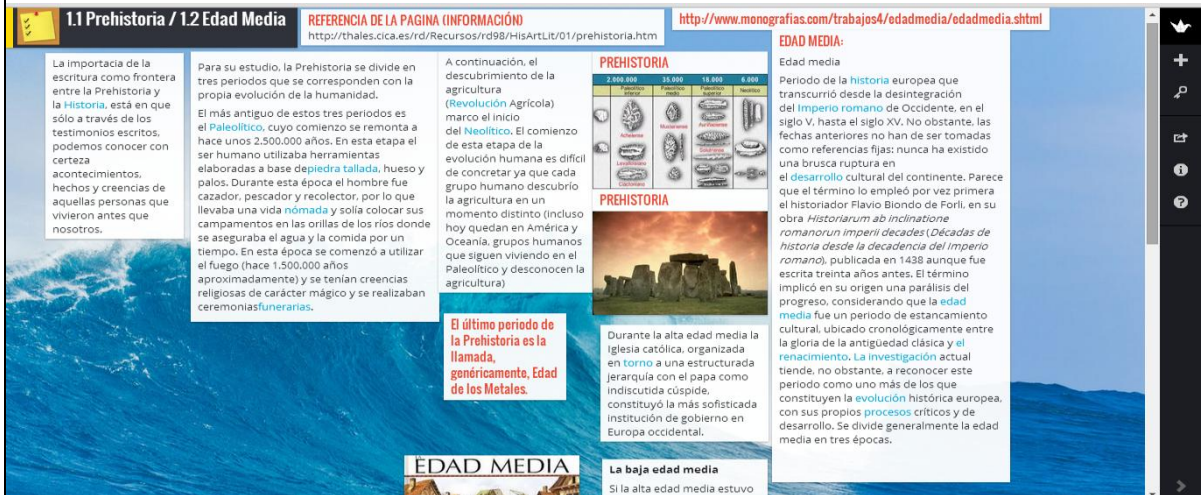 1.1 Prehistoria / 1.2 Edad Media
REFERENCIA DE LA PAGINA (INFORMACIÓN)
http://thales.cica.es/rd/Recursos/rd98/HisArtLit/01/prehistoria.htm
http://www.monografias.com/trabajos4/edadmedia/edadmedia.shtml
La importacia de la
escritura como frontera
entre la Prehistoria y
la Historia, está en que
sólo a través de los
testimonios escritos,
podemos conocer con
certeza
acontecimientos,
hechos y creencias de
aquellas personas que
vivieron antes que
nosotros.
Para su estudio, la Prehistoria se divide en
tres periodos que se corresponden con la
propia evolución de la humanidad.
El más antiguo de estos tres periodos es
el Paleolítico, cuyo comienzo se remonta a
hace unos 2.500.000 años. En esta etapa el
ser humano utilizaba herramientas
elaboradas a base depiedra tallada, hueso y
palos. Durante esta época el hombre fue
cazador, pescador y recolector, por lo que
llevaba una vida nómada y solía colocar sus
campamentos en las orillas de los ríos donde
se aseguraba el agua y la comida por un
tiempo. En esta época se comenzó a utilizar
el fuego (hace 1.500.000 años
aproximadamente) y se tenían creencias
religiosas de carácter mágico y se realizaban
ceremoniasfunerarias.
A continuación, el
descubrimiento de la
agricultura
(Revolución Agrícola)
marco el inicio
del Neolítico. El comienzo
de esta etapa de la
evolución humana es difícil
de concretar ya que cada
grupo humano descubrío
la agricultura en un
momento distinto (incluso
hoy quedan en América y
Oceanía, grupos humanos
que siguen viviendo en el
Paleolítico y desconocen la
agricultura)
El último periodo de
la Prehistoria es la
llamada,
genéricamente, Edad
de los Metales.
EDAD MEDIA
PREHISTORIA
2.000.000 35.000 18.000 6.000
Paleolítico inferior Paleolítico medio Paleolítico superior Neolítico
PREHISTORIA
Durante la alta edad media la
Iglesia católica, organizada
en torno a una estructurada
jerarquía con el papa como
indiscutida cúspide,
constituyó la más sofisticada
institución de gobierno en
Europa occidental.
La baja edad media
Si la alta edad media estuvo
EDAD MEDIA:
Edad media
Periodo de la historia europea que
transcurrió desde la desintegración
del Imperio romano de Occidente, en el
siglo V, hasta el siglo XV. No obstante, las
fechas anteriores no han de ser tomadas
como referencias fijas: nunca ha existido
una brusca ruptura en
el desarrollo cultural del continente. Parece
que el término lo empleó por vez primera
el historiador Flavio Biondo de Forli, en su
obra Historiarum ab inclinatione
romanorun imperii decades (Décadas de
historia desde la decadencia del Imperio
romano), publicada en 1438 aunque fue
escrita treinta años antes. El término
implicó en su origen una parálisis del
progreso, considerando que la edad
media fue un periodo de estancamiento
cultural, ubicado cronológicamente entre
la gloria de la antigüedad clásica y el
renacimiento. La investigación actual
tiende, no obstante, a reconocer este
periodo como uno más de los que
constituyen la evolución histórica europea,
con sus propios procesos críticos y de
desarrollo. Se divide generalmente la edad
media en tres épocas.